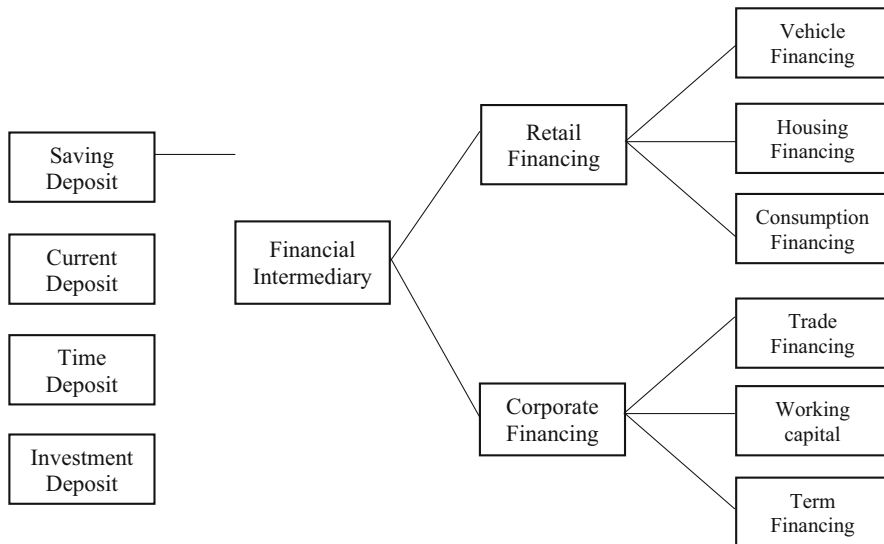 Saving
Deposit
Current
Deposit
Time
Deposit
Investment
Deposit
Financial
Intermediary
Retail
Financing
Corporate
Financing
Vehicle
Financing
Housing
Financing
Consumption
Financing
Trade
Financing
Working
capital
Term
Financing